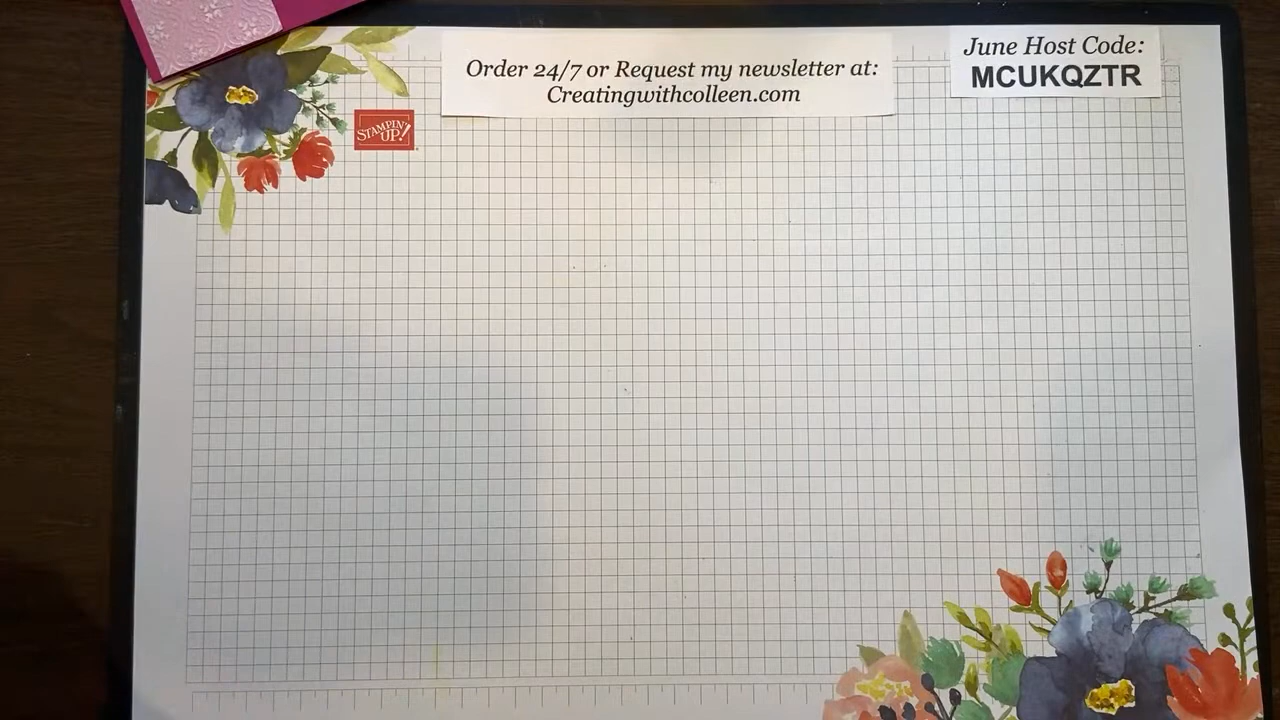 Order 24/7 or Request my newsletter at:
Creatingwithcolleen.com
June Host Code:
MCUKQZTR
STAMPIN'
UP!